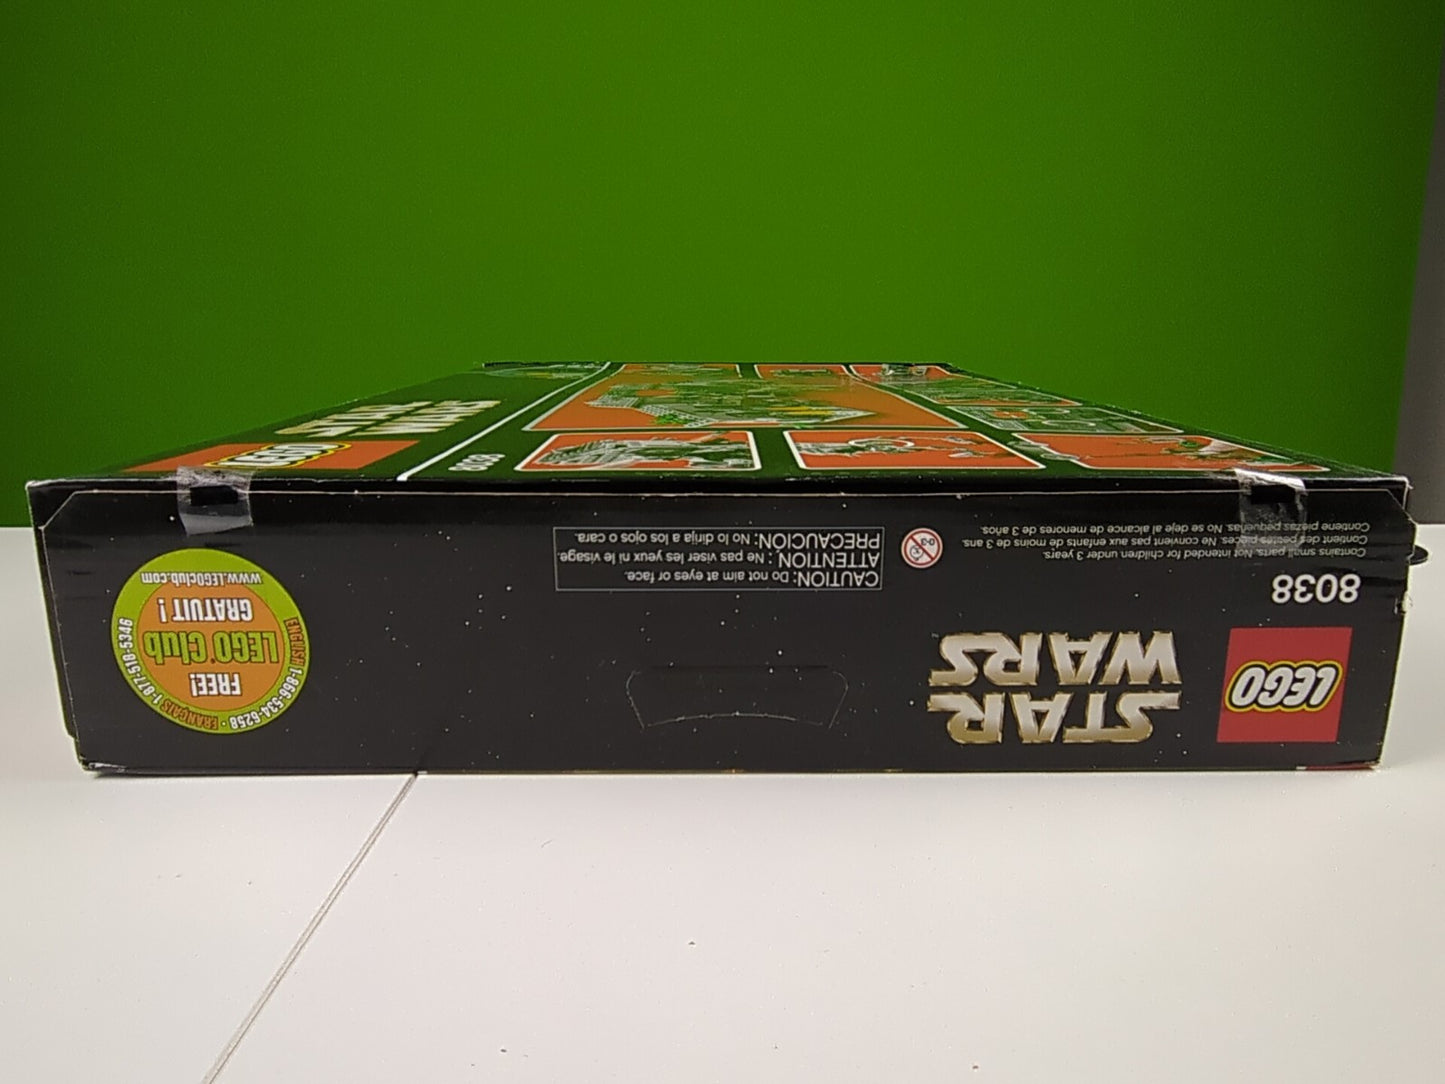 LEGO
STAR
WARS
8038
Contains small parts. Not intended for children under 3 years.
Contient des petites pièces. Ne convient pas aux enfants de moins de 3 ans.
Contiene piezas pequeñas. No se deje al alcance de menores de 3 años.
0-3
CAUTION: Do not aim at eyes or face.
ATTENTION : Ne pas viser les yeux ni le visage.
PRECAUCIÓN: No lo dirija a los ojos o cara.
FREE!
LEGO® Club
GRATUIT !
www.LEGOclub.com
ENGLISH 1-866-534-6258 • FRANÇAIS 1-877-518-5346
LEGO
STAR
WARS
8038